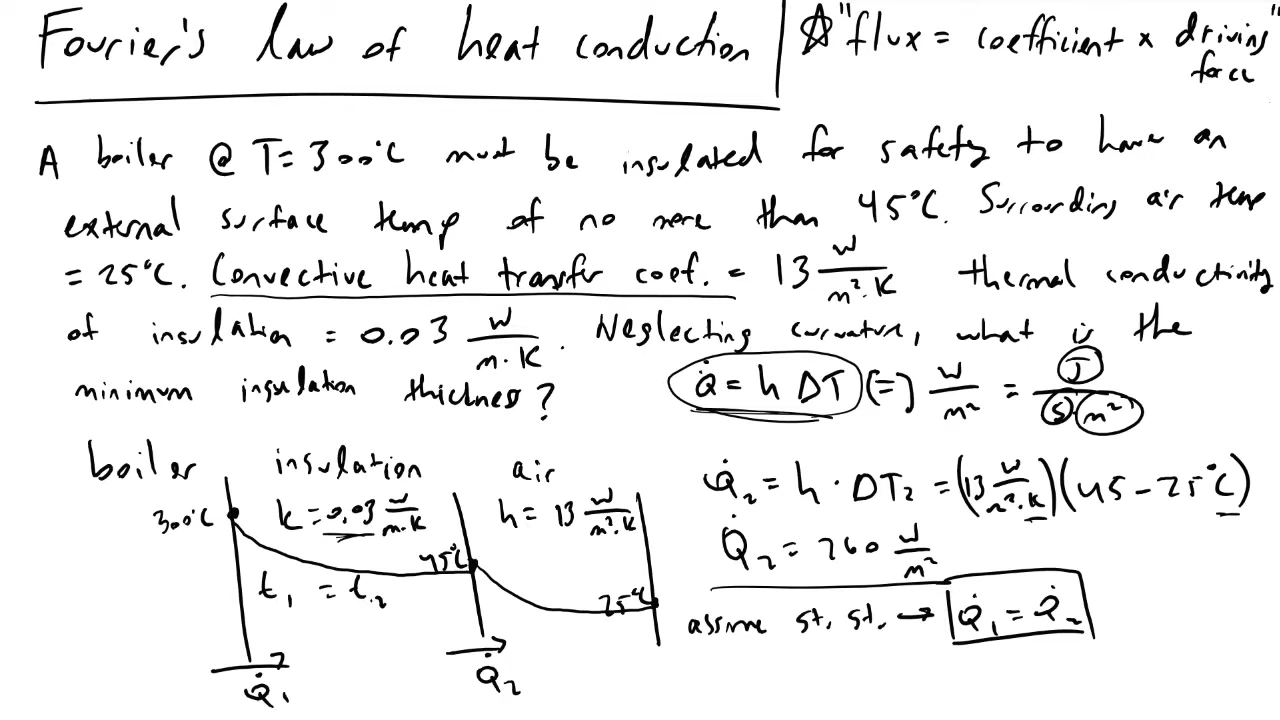 Fourier's law of heat conduction
☆ "flux = coefficient x driving force"
A boiler @ T=300°C must be insulated for safety to have an
external surface temp of no more than 45°C. Surrounding air temp
= 25°C. Convective heat transfer coef. = 13 W/m²·K thermal conductivity
of insulation = 0.03 W/m·K. Neglecting curvature, what is the
minimum insulation thickness?
Q̇ = h DT (=) W/m² = J/s·m²
boiler insulation air
300°C k = 0.03 W/m·K h = 13 W/m²·K
45°C
25°C
t₁ = t₂
Q̇₁
Q̇₂
Q̇₂ = h · DT₂ = (13 W/m²·K)(45-25°C)
Q̇₂ = 260 W/m²
assume st. st. → Q̇₁ = Q̇₂